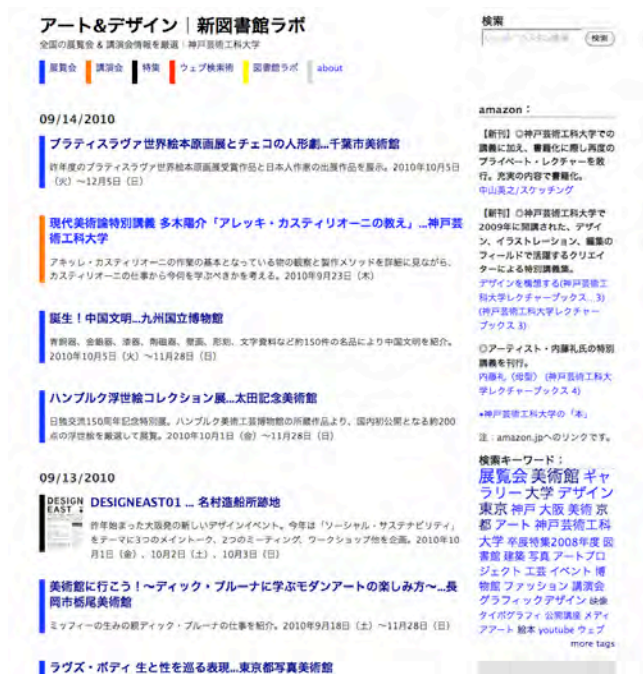 アート&デザイン｜新図書館ラボ
全国の展覧会 & 講演会情報を厳選｜神戸芸術工科大学
展覧会 講演会 特集 ウェブ検索術 図書館ラボ about
09/14/2010
ブラティスラヴァ世界絵本原画展とチェコの人形劇...千葉市美術館
昨年度のブラティスラヴァ世界絵本原画展受賞作品と日本人作家の出展作品を展示。2010年10月5日
（火）〜12月5日（日）
現代美術論特別講義 多木陽介「アレッキ・カスティリオーニの教え」...神戸芸
術工科大学
アキッレ・カスティリオーニの作業の基本となっている物の観察と製作メソッドを詳細に見ながら、
カスティリオーニの仕事から今何を学ぶべきかを考える。2010年9月23日（木）
誕生！中国文明...九州国立博物館
青銅器、金銀器、漆器、陶磁器、壁画、彫刻、文字資料など約150件の名品により中国文明を紹介。
2010年10月5日（火）〜11月28日（日）
ハンブルク浮世絵コレクション展...太田記念美術館
日独交流150周年記念特別展。ハンブルク美術工芸博物館の所蔵作品より、国内初公開となる約200
点の浮世絵を厳選して展覧。2010年10月1日（金）〜11月28日（日）
09/13/2010
DESIGN
EAST
DESIGNEAST01 ... 名村造船所跡地
昨年始まった大阪発の新しいデザインイベント。今年は「ソーシャル・サステナビリティ」
をテーマに3つのメイントーク、2つのミーティング、ワークショップ他を企画。2010年10
月1日（金）、10月2日（土）、10月3日（日）
美術館に行こう！〜ディック・ブルーナに学ぶモダンアートの楽しみ方〜...長
岡市栃尾美術館
ミッフィーの生みの親ディック・ブルーナの仕事を紹介。2010年9月18日（土）〜11月28日（日）
ラヴズ・ボディ 生と性を巡る表現...東京都写真美術館
検索
検索
amazon：
【新刊】◎神戸芸術工科大学での
講義に加え、書籍化に際し再度の
プライベート・レクチャーを敢
行。充実の内容で書籍化。
中山英之/スケッチング
【新刊】◎神戸芸術工科大学で
2009年に開講された、デザイ
ン、イラストレーション、編集の
フィールドで活躍するクリエイ
ターによる特別講義集。
デザインを構想する(神戸芸術工
科大学レクチャーブックス... 3)
(神戸芸術工科大学レクチャー
ブックス 3)
◎アーティスト・内藤礼氏の特別
講義を刊行。
内藤礼〈母型〉 (神戸芸術工科大
学レクチャーブックス 4)
●神戸芸術工科大学の「本」
注：amazon.jpへのリンクです。
検索キーワード：
展覧会 美術館 ギャ
ラリー 大学 デザイン
東京 神戸 大阪 美術 京
都 アート 神戸芸術工科
大学 卒展特集2008年度 図
書館 建築 写真 アートプロ
ジェクト 工芸 イベント 博
物館 ファッション 講演会
グラフィックデザイン 映像
タイポグラフィ 公開講座 メディ
アアート 絵本 youtube ウェブ
more tags